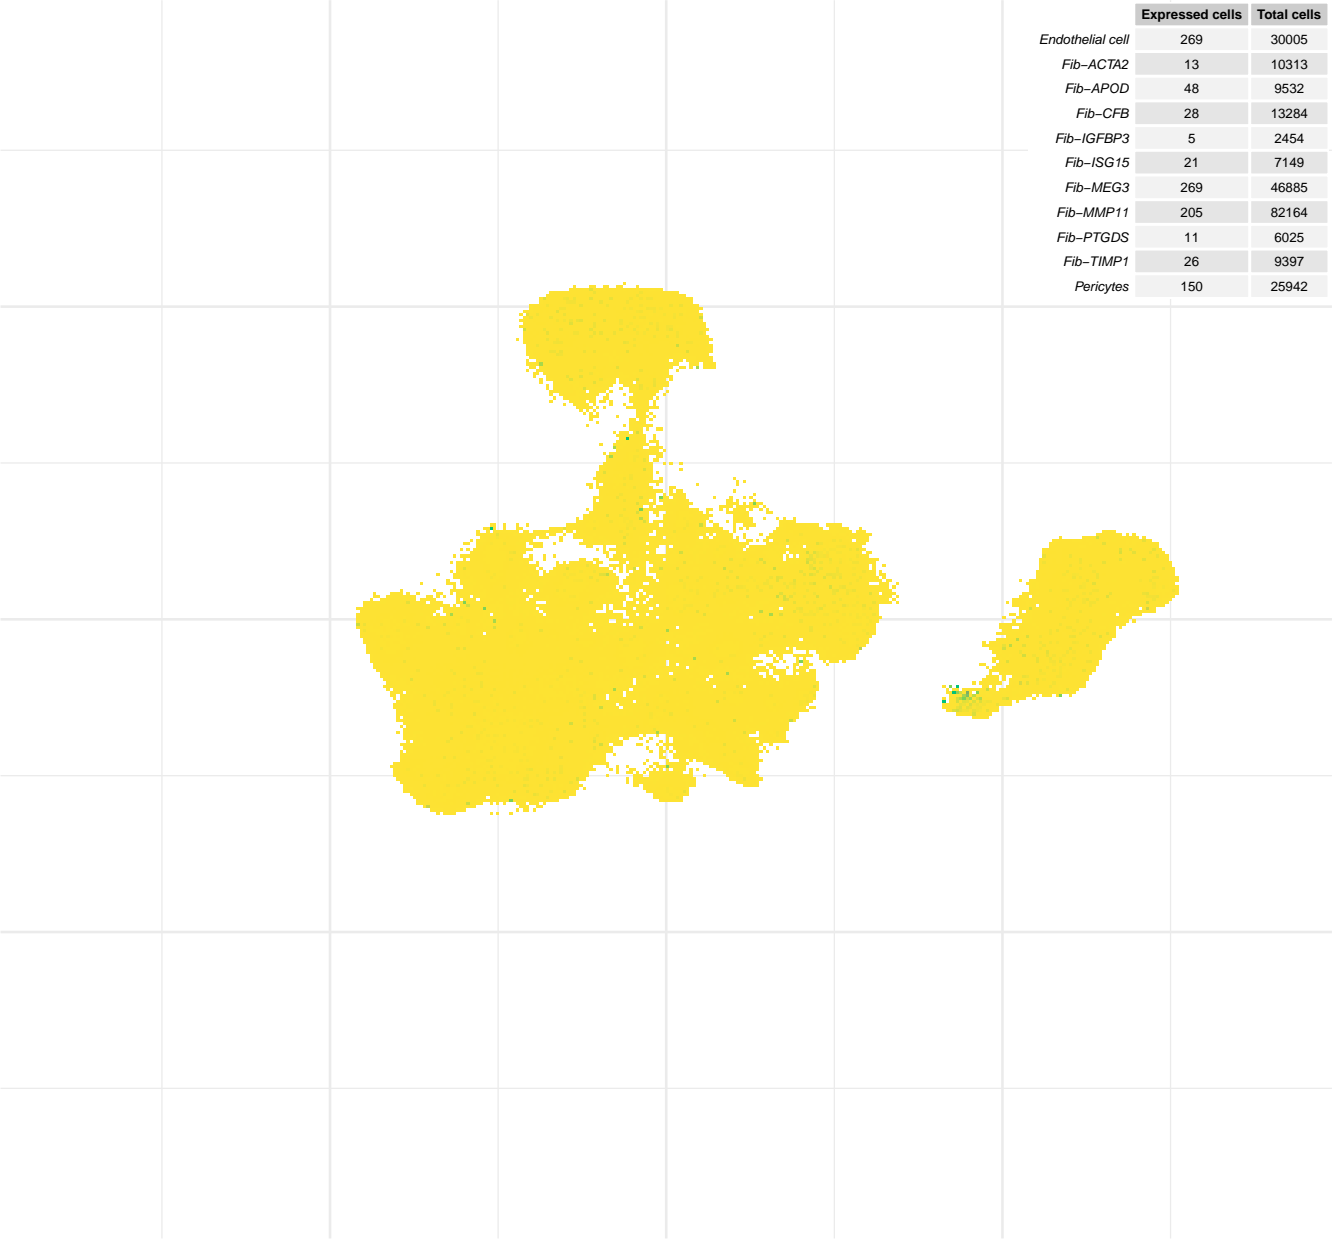 Expressed cells Total cells
Endothelial cell 269 30005
Fib−ACTA2 13 10313
Fib−APOD 48 9532
Fib−CFB 28 13284
Fib−IGFBP3 5 2454
Fib−ISG15 21 7149
Fib−MEG3 269 46885
Fib−MMP11 205 82164
Fib−PTGDS 11 6025
Fib−TIMP1 26 9397
Pericytes 150 25942